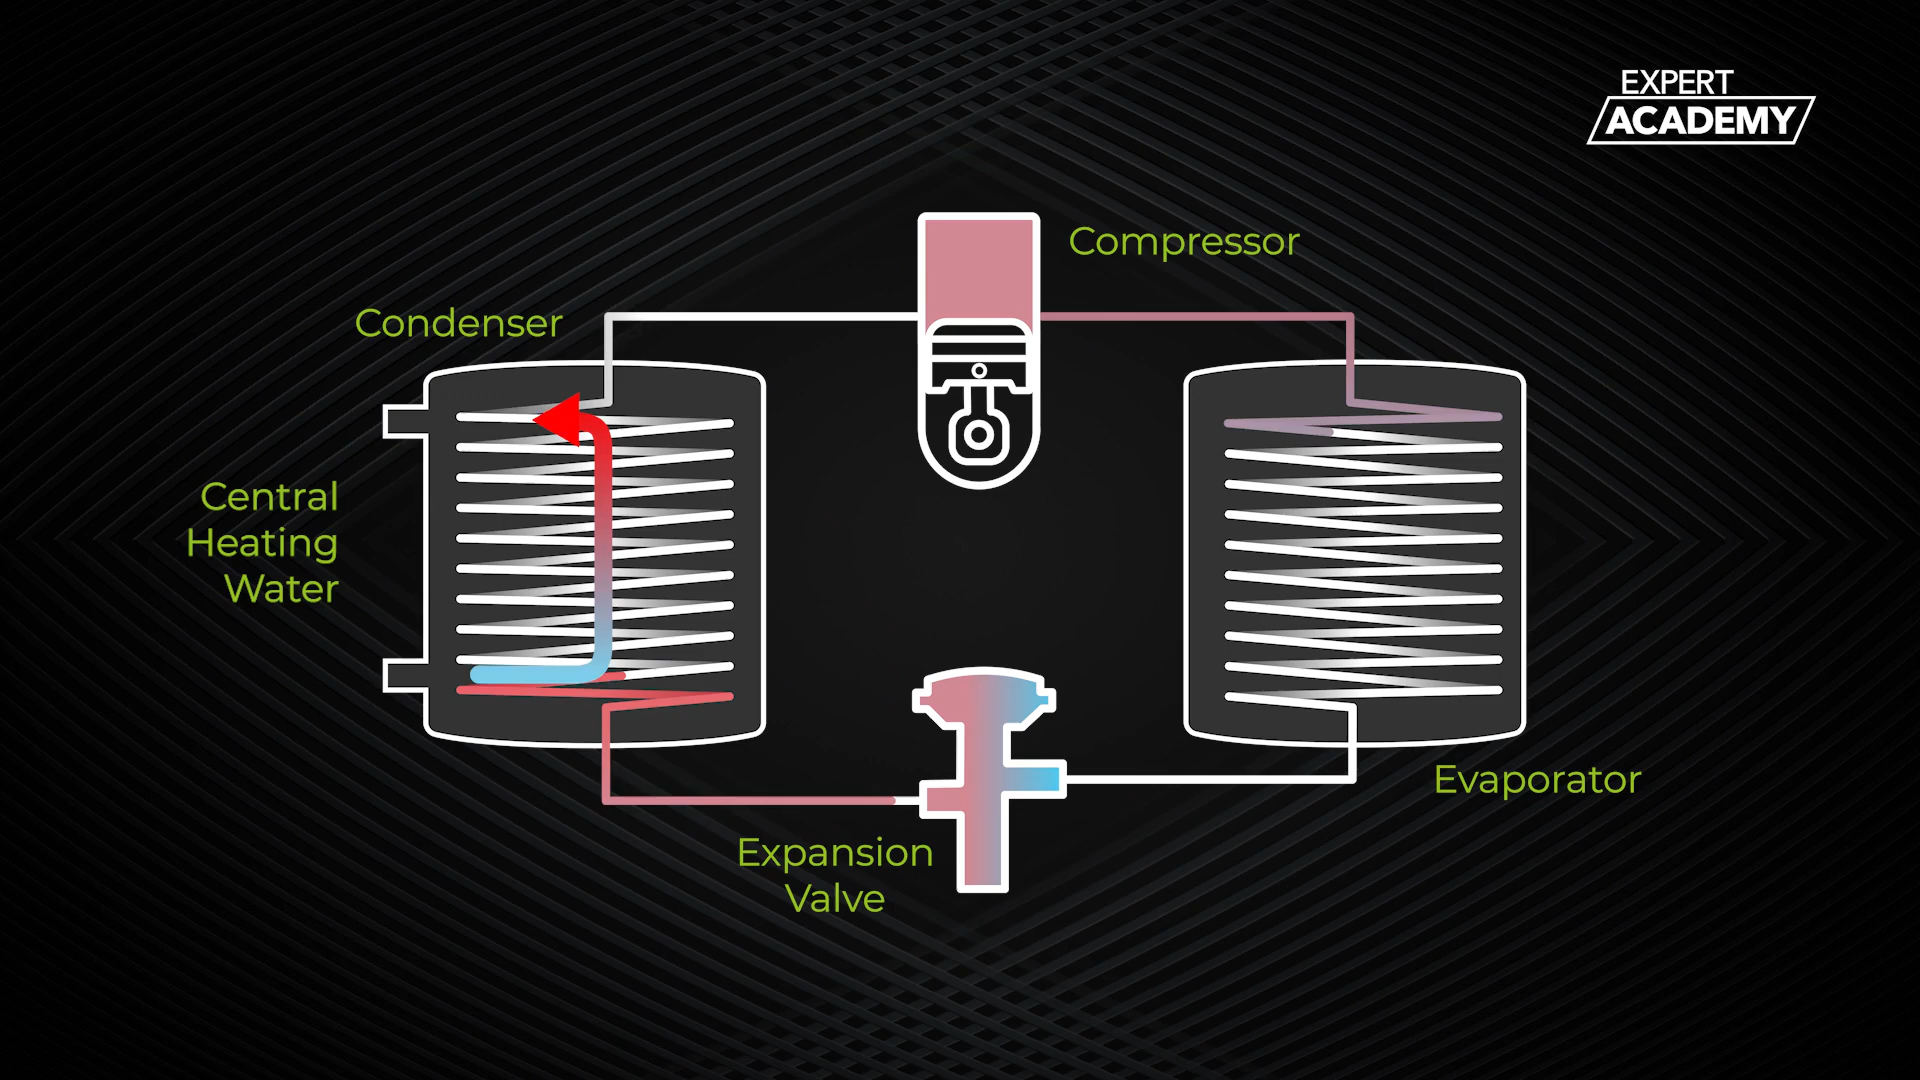 EXPERT
ACADEMY
Compressor
Condenser
Central
Heating
Water
Evaporator
Expansion
Valve